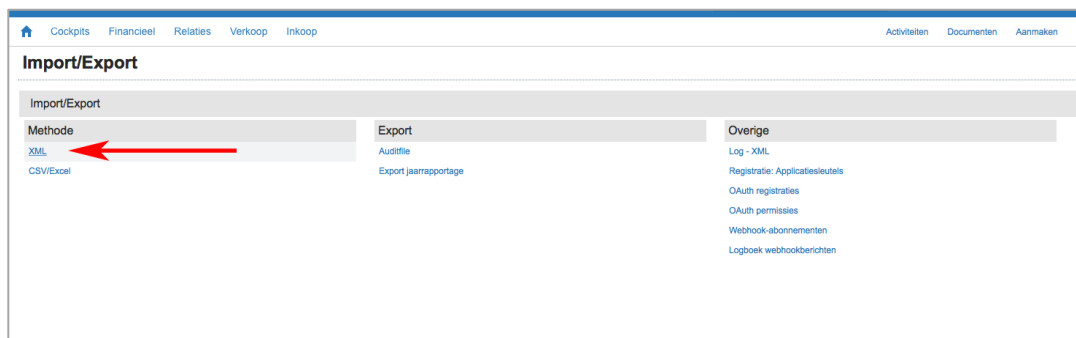 Cockpits Financieel Relaties Verkoop Inkoop Activiteiten Documenten Aanmaken
Import/Export
Import/Export
Methode
XML
CSV/Excel
Export
Auditfile
Export jaarrapportage
Overige
Log - XML
Registratie: Applicatiesleutels
OAuth registraties
OAuth permissies
Webhook-abonnementen
Logboek webhookberichten